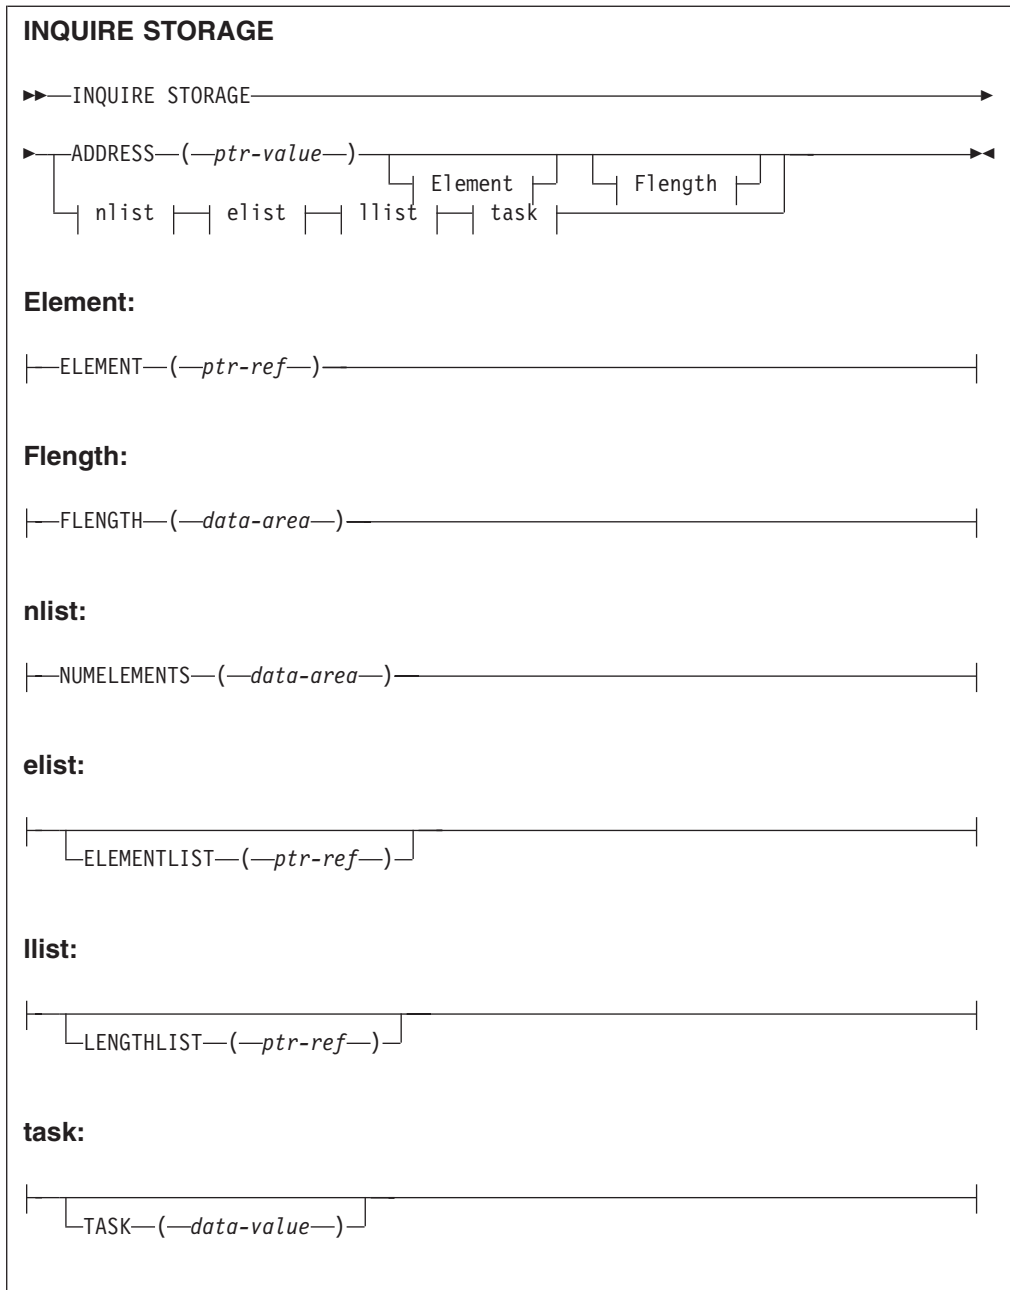 INQUIRE STORAGE
INQUIRE STORAGE
ADDRESS ( ptr-value )
Element Flength
nlist elist llist task
Element:
ELEMENT ( ptr-ref )
Flength:
FLENGTH ( data-area )
nlist:
NUMELEMENTS ( data-area )
elist:
ELEMENTLIST ( ptr-ref )
llist:
LENGTHLIST ( ptr-ref )
task:
TASK ( data-value )